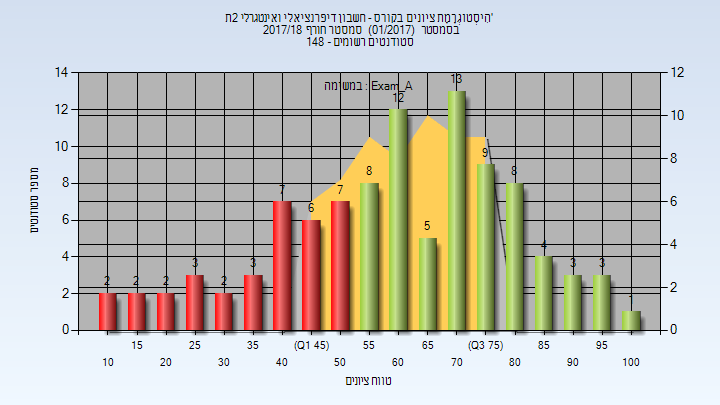 הִיסְטוֹגְרַמַת ציונים בקורס - חשבון דיפרנציאלי ואינטגרלי 2ת'
בסמסטר (01/2017) סמסטר חורף 2017/18
סטודנטים רשומים - 148
במשימה : Exam_A
מספר סטודנטים
14 12 10 8 6 4 2 0
12 10 8 6 4 2 0
2 2 2 3 2 3 7 6 7 8 12 5 13 9 8 4 3 3 1
15 25 35 (Q1 45) 55 65 (Q3 75) 85 95
10 20 30 40 50 60 70 80 90 100
טווח ציונים